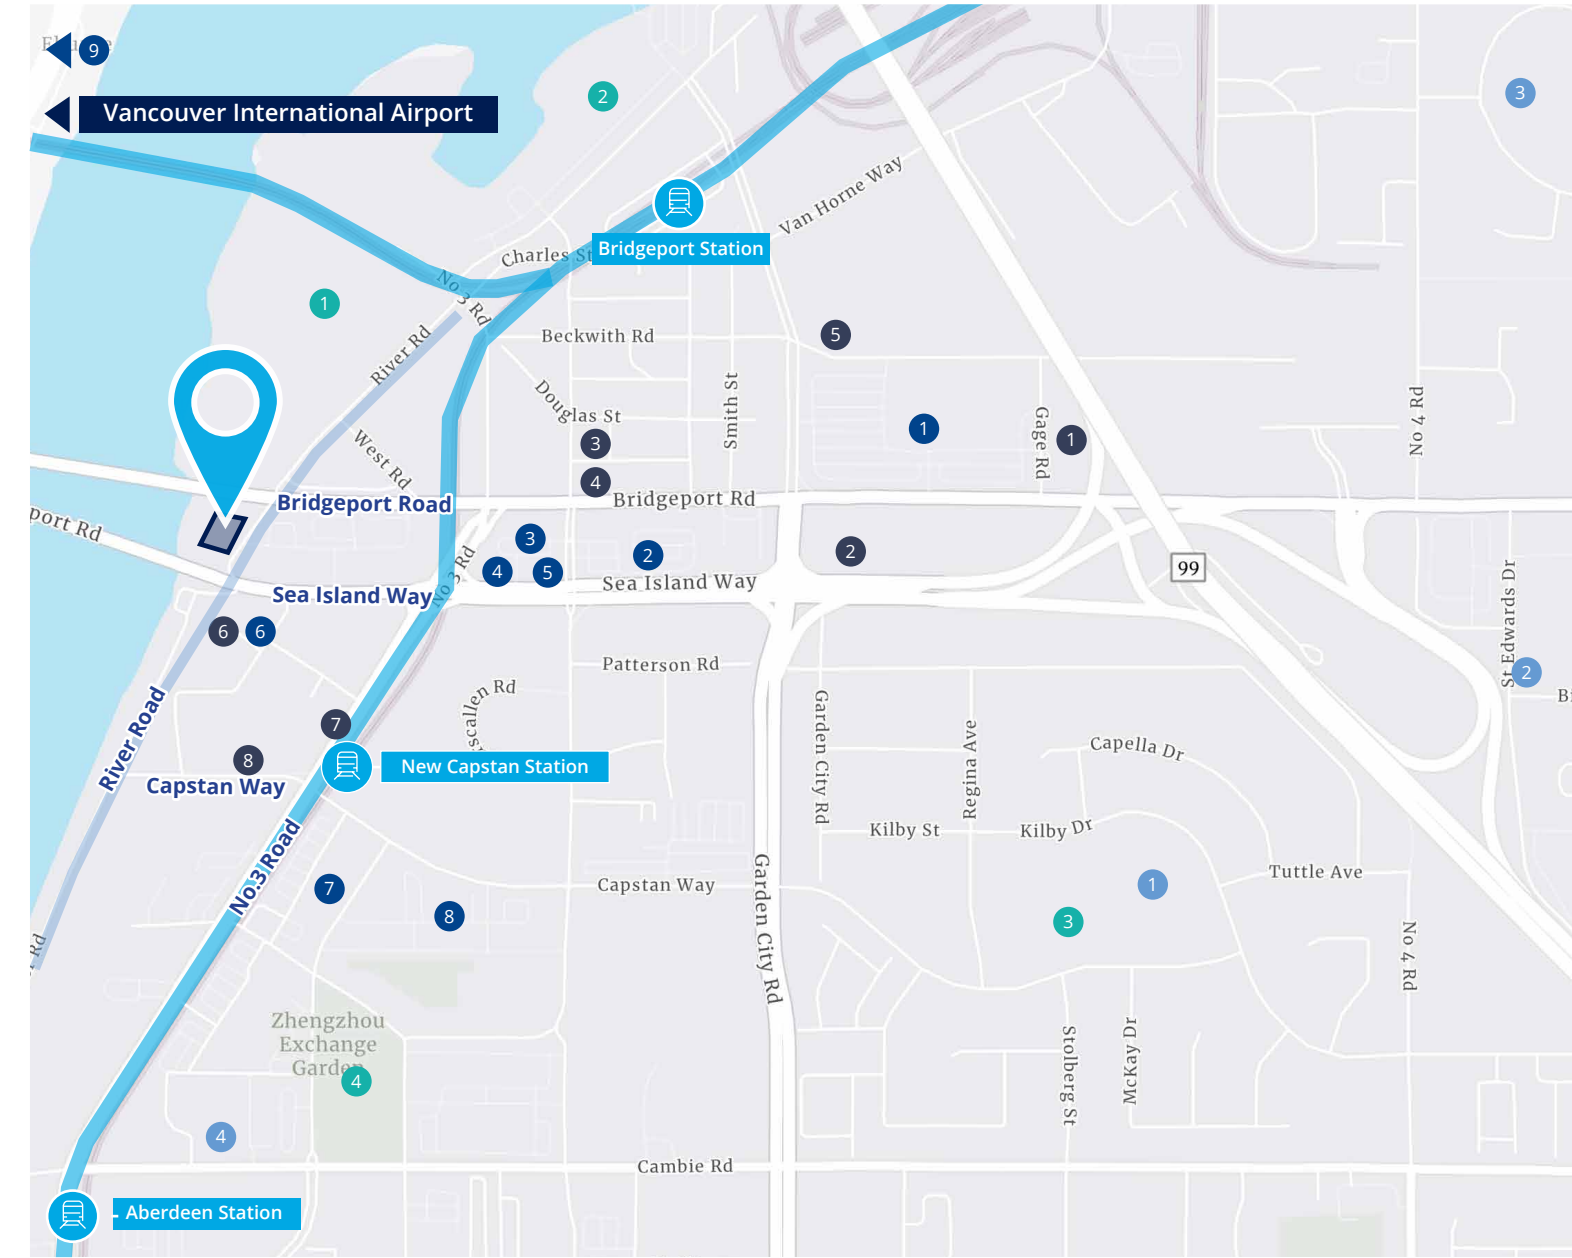 9
Vancouver International Airport
2
3
Bridgeport Station
Van Horne Way
Charles St
No 3 Rd
1
River Rd
Beckwith Rd
5
Douglas St
Smith St
3
1
Gage Rd
1
No 4 Rd
West Rd
4
Bridgeport Road
Bridgeport Rd
port Rd
3
2
2
4
5
99
No 3 Rd
Sea Island Way
Sea Island Way
St Edwards Dr
6
6
Patterson Rd
2
scallen Rd
River Road
7
Garden City Rd
Regina Ave
Capella Dr
8
New Capstan Station
Capstan Way
Kilby St
Kilby Dr
No.3 Road
7
Capstan Way
Garden City Rd
1
Tuttle Ave
8
3
Rd
No 4 Rd
Zhengzhou
Exchange
Garden
4
Stolberg St
McKay Dr
4
Cambie Rd
- Aberdeen Station